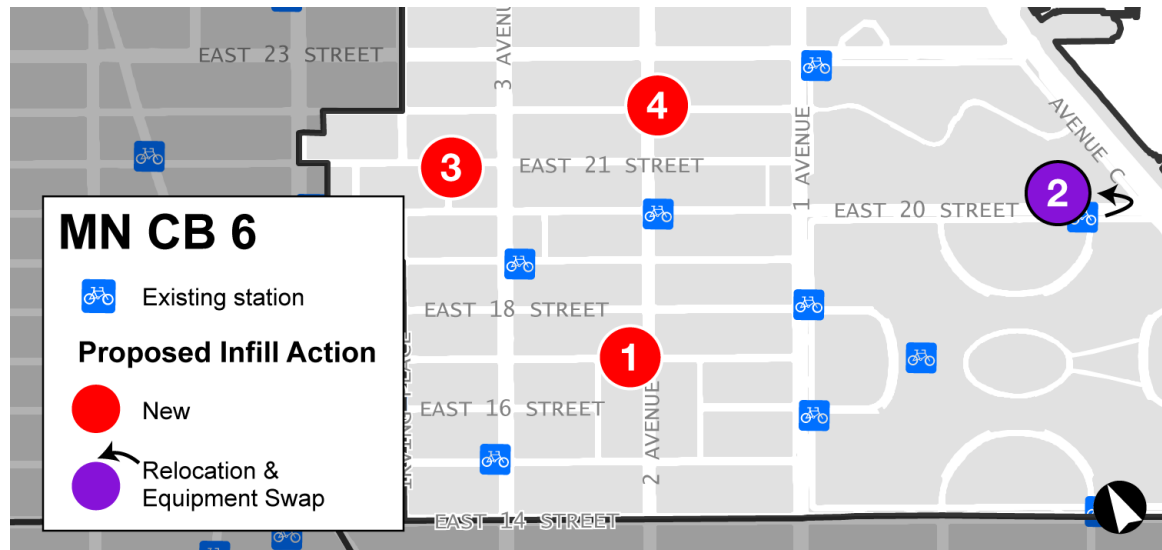 EAST 23 STREET
3 AVENUE
4
AVENUE C
1 AVENUE
3
EAST 21 STREET
2
EAST 20 STREET
MN CB 6
Existing station
EAST 18 STREET
Proposed Infill Action
1
New
EAST 16 STREET
2 AVENUE
Relocation &
Equipment Swap
EAST 14 STREET